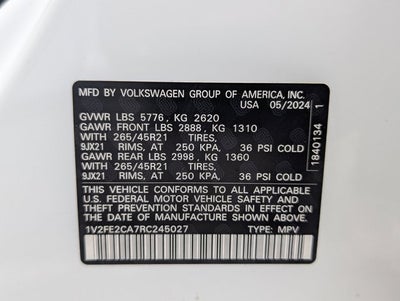 MFD BY VOLKSWAGEN GROUP OF AMERICA, INC.
USA 05/2024
GVWR LBS 5776, KG 2620
GAWR FRONT LBS 2888, KG 1310
WITH 265/45R21 TIRES,
9JX21 RIMS, AT 250 KPA, 36 PSI COLD
GAWR REAR LBS 2998, KG 1360
WITH 265/45R21 TIRES,
9JX21 RIMS, AT 250 KPA, 36 PSI COLD
THIS VEHICLE CONFORMS TO ALL APPLICABLE
U.S. FEDERAL MOTOR VEHICLE SAFETY AND
THEFT PREVENTION STANDARDS IN EFFECT ON
THE DATE OF MANUFACTURE SHOWN ABOVE.
1V2FE2CA7RC245027 TYPE: MPV
1840134 1